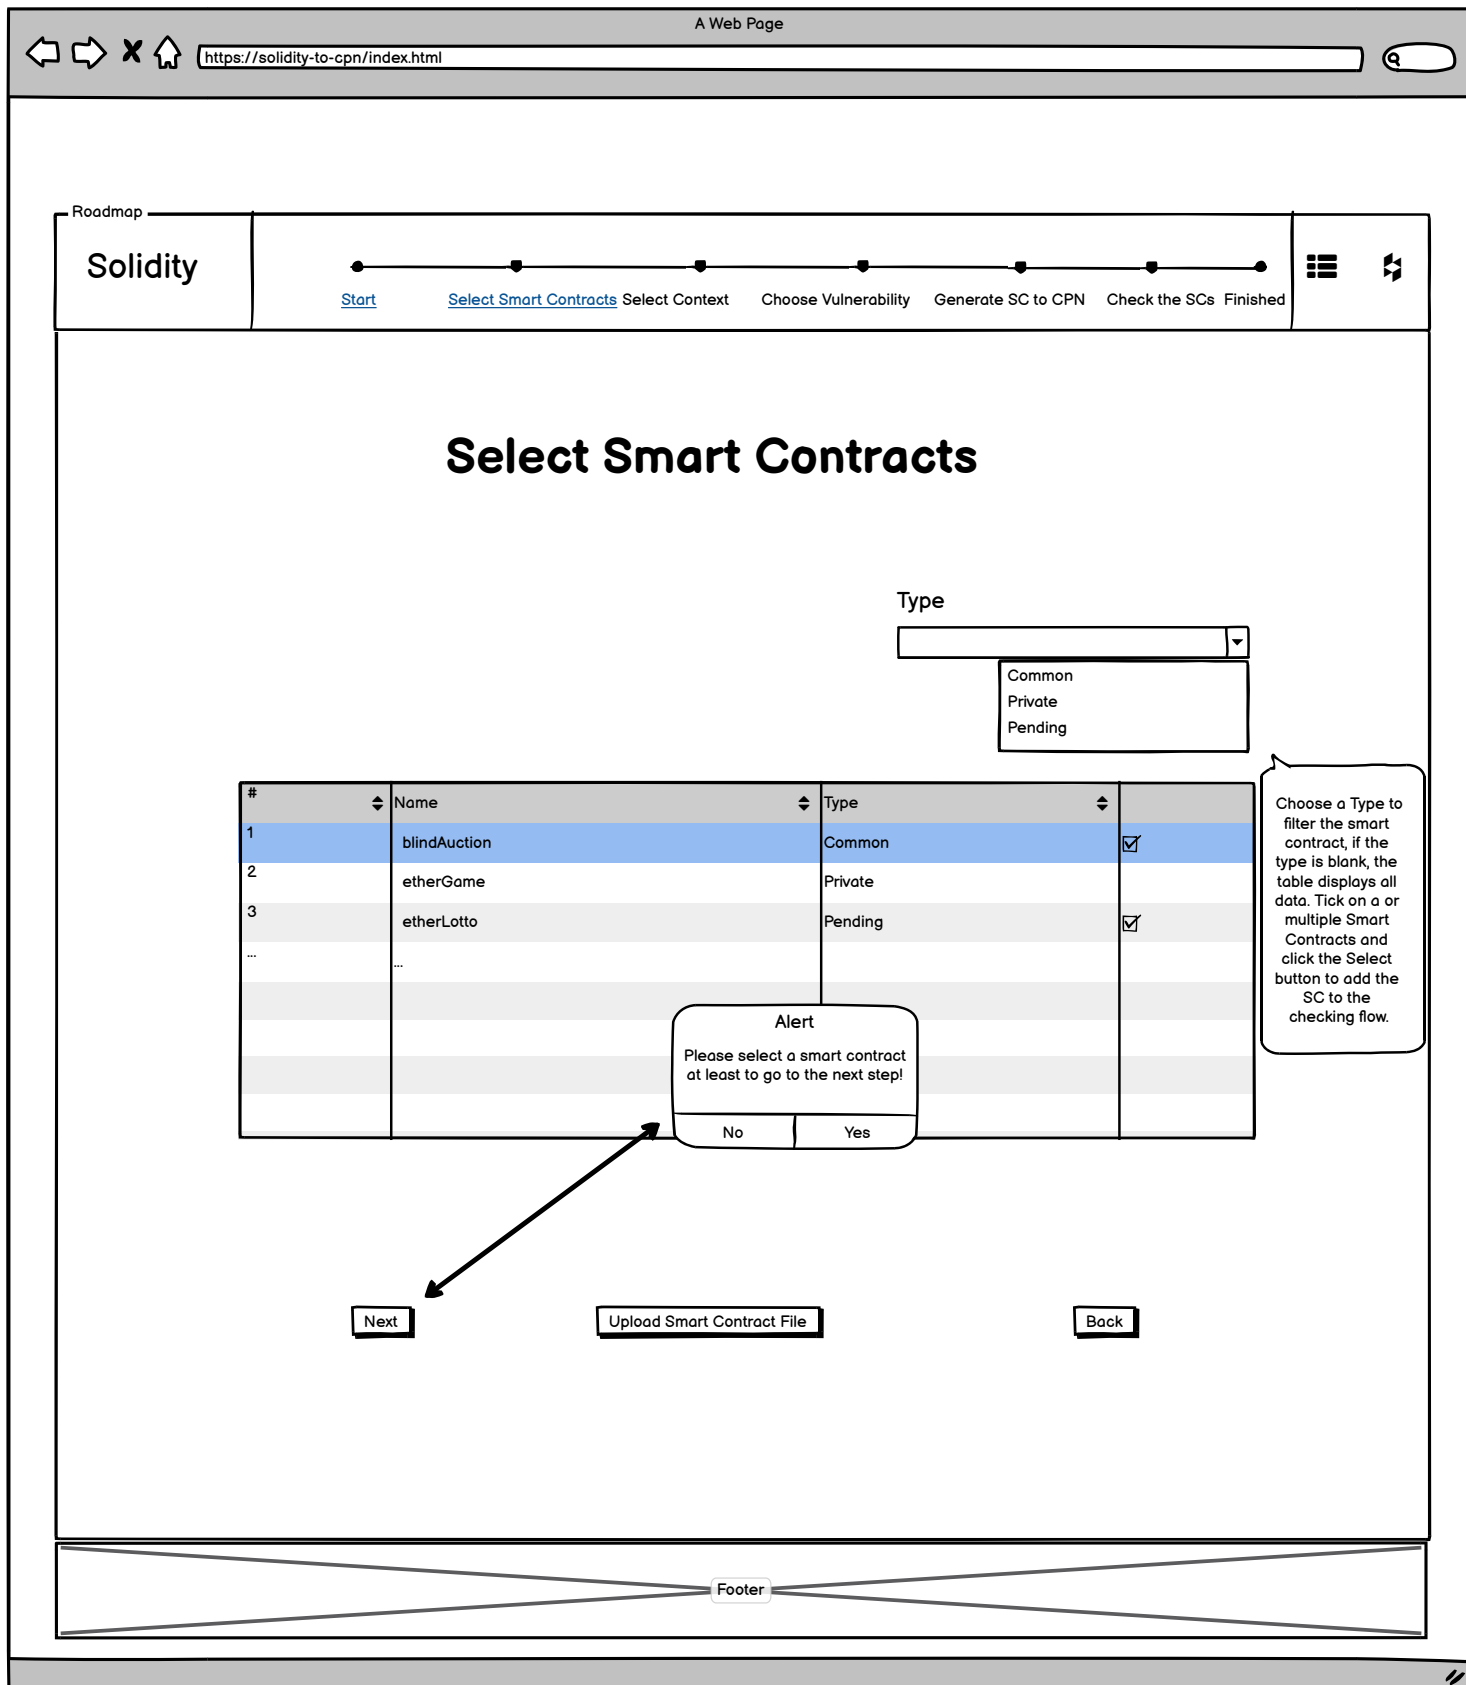 A Web Page
https://solidity-to-cpn/index.html
Roadmap
Solidity
Start
Select Smart Contracts
Select Context
Choose Vulnerability
Generate SC to CPN
Check the SCs
Finished
Select Smart Contracts
Type
Common
Private
Pending
# Name Type
1 blindAuction Common
2 etherGame Private
3 etherLotto Pending
... ...
Choose a Type to
filter the smart
contract, if the
type is blank, the
table displays all
data. Tick on a or
multiple Smart
Contracts and
click the Select
button to add the
SC to the
checking flow.
Alert
Please select a smart contract
at least to go to the next step!
No Yes
Next
Upload Smart Contract File
Back
Footer